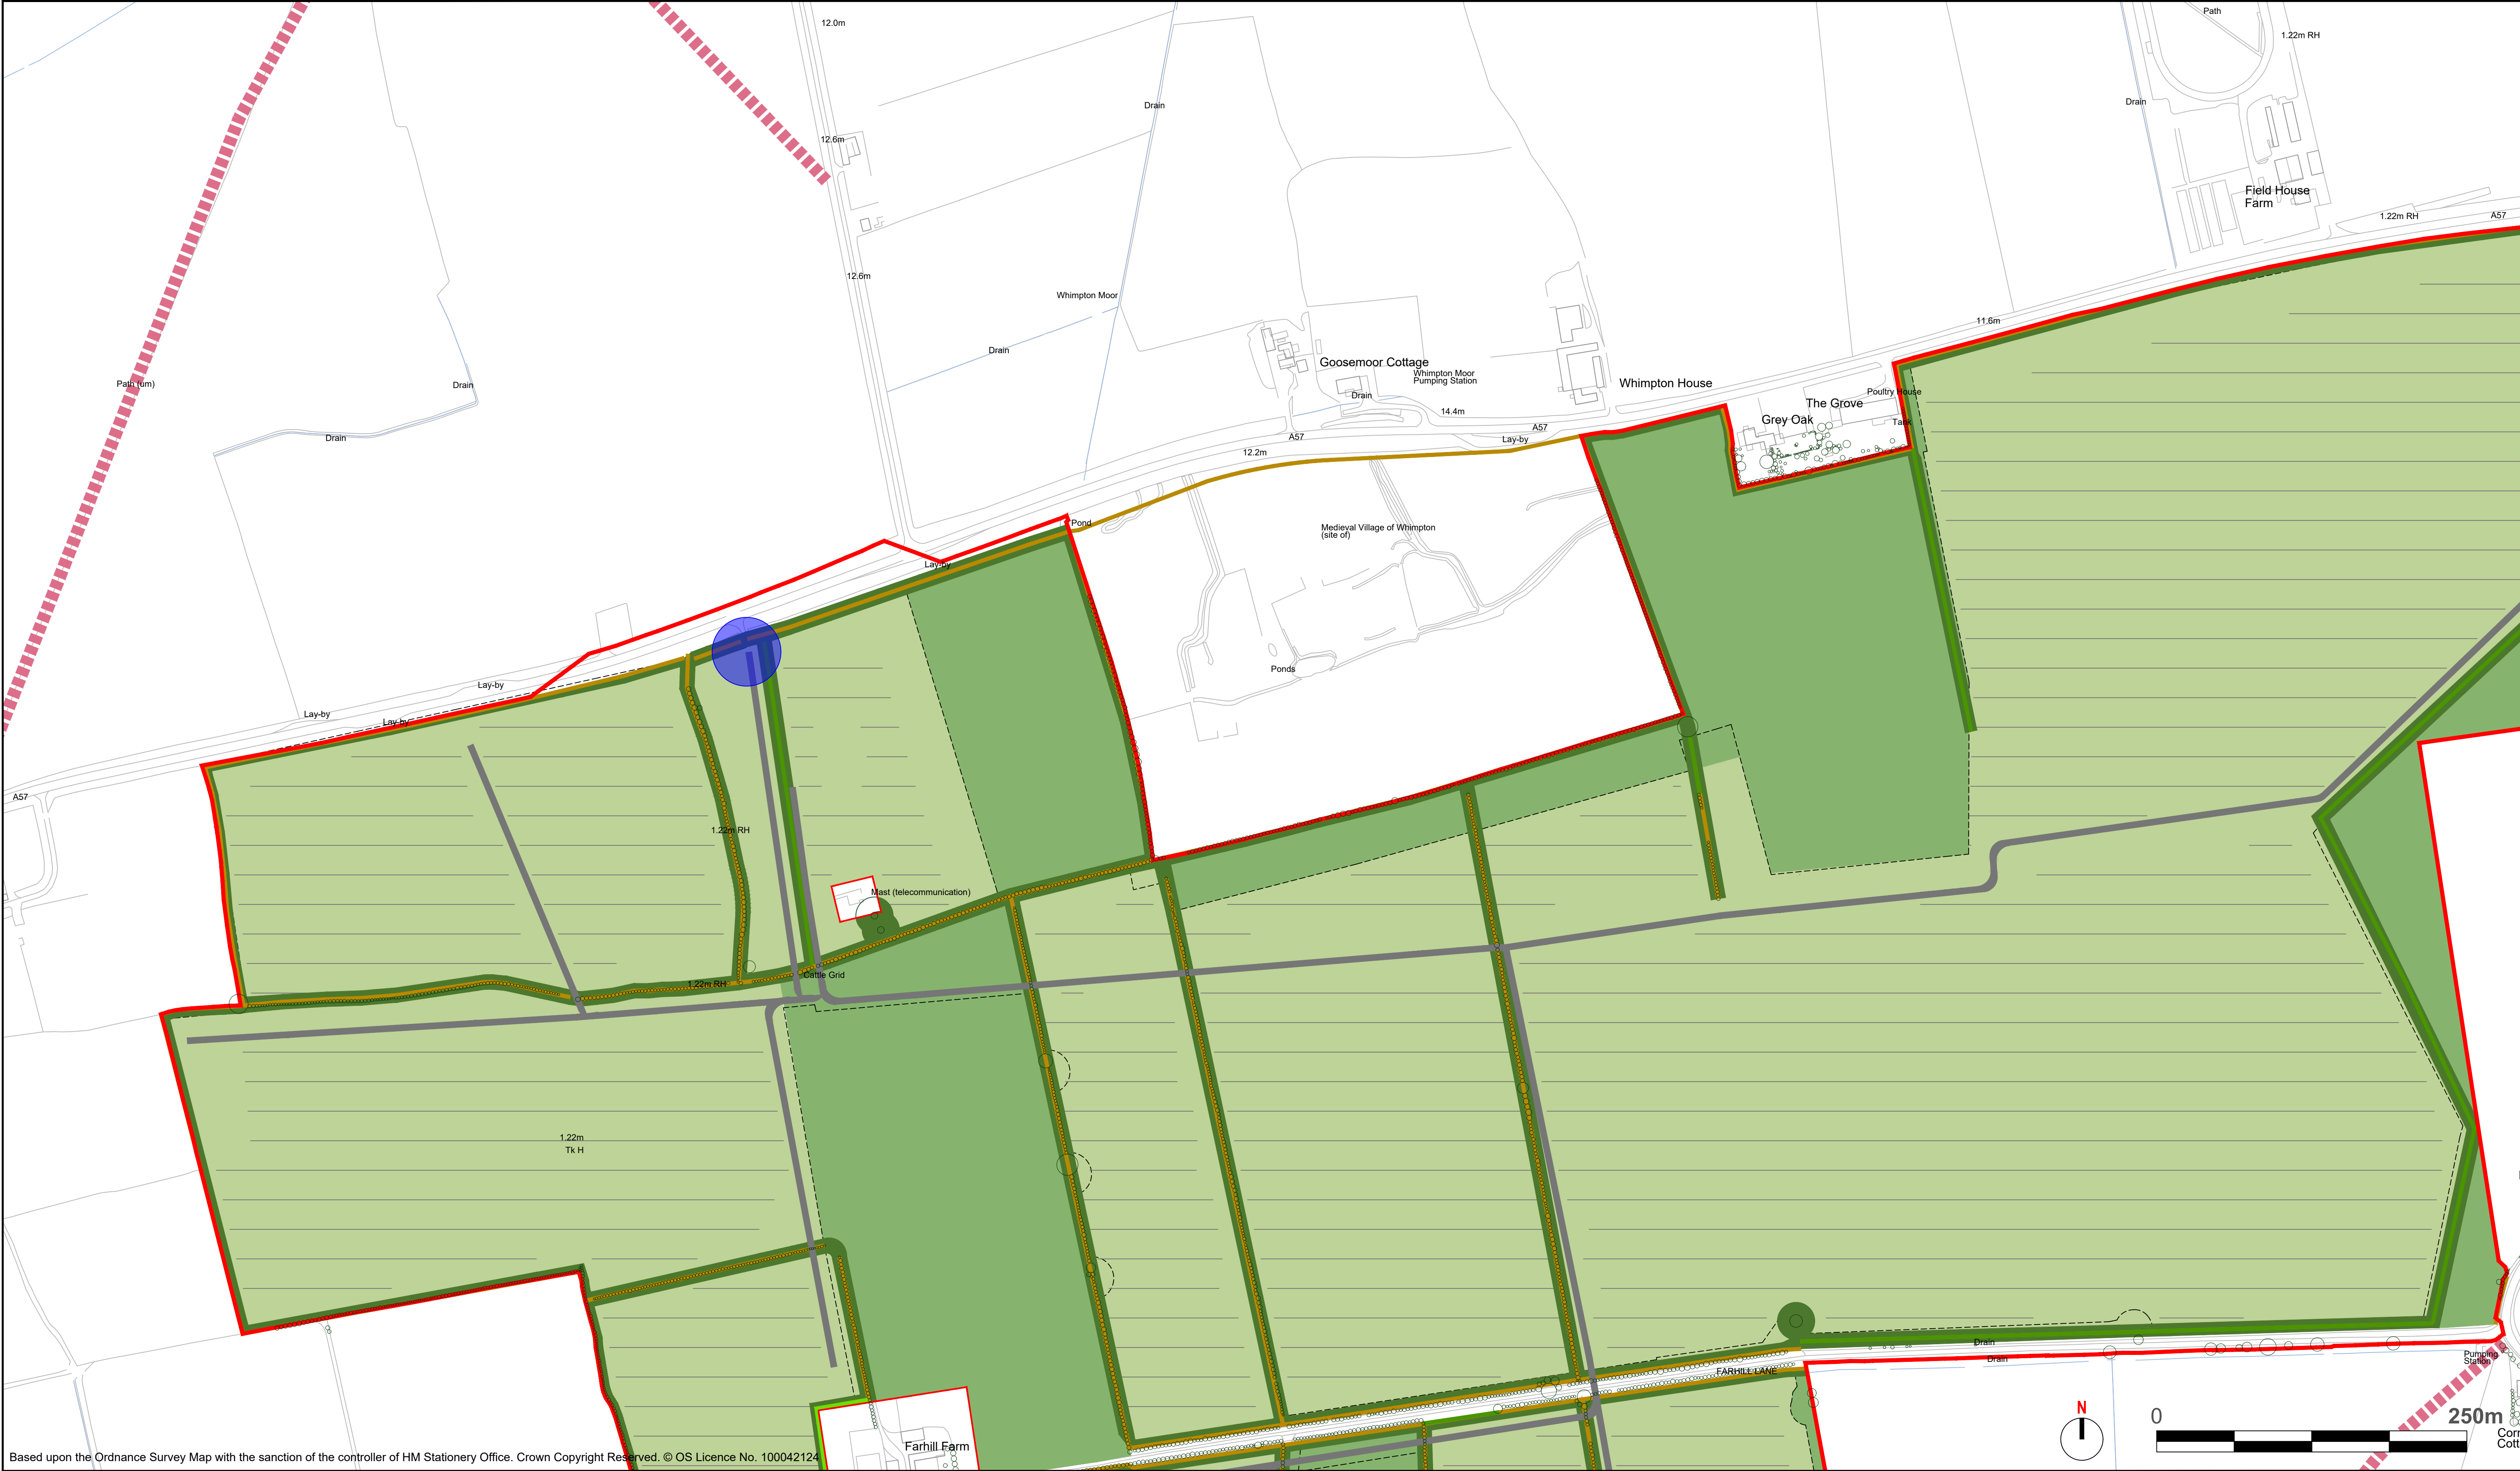 12.0m
Path
1.22m RH
Drain
Drain
12.6m
Field House
Farm
1.22m RH
A57
12.6m
Whimpton Moor
11.6m
Drain
Goosemoor Cottage
Whimpton Moor
Pumping Station
Whimpton House
Path (um)
Drain
Drain
Poultry House
The Grove
14.4m
Grey Oak
Tank
A57
Drain
A57
Lay-by
12.2m
Pond
Medieval Village of Whimpton
(site of)
Lay-by
Ponds
Lay-by
Lay-by
Lay-by
A57
1.22m RH
Mast (telecommunication)
Cattle Grid
1.22m RH
1.22m
Tk H
Drain
Pumping
Station
Drain
FARHILL LANE
N
0
250m
Farhill Farm
Based upon the Ordnance Survey Map with the sanction of the controller of HM Stationery Office. Crown Copyright Reserved. © OS Licence No. 100042124